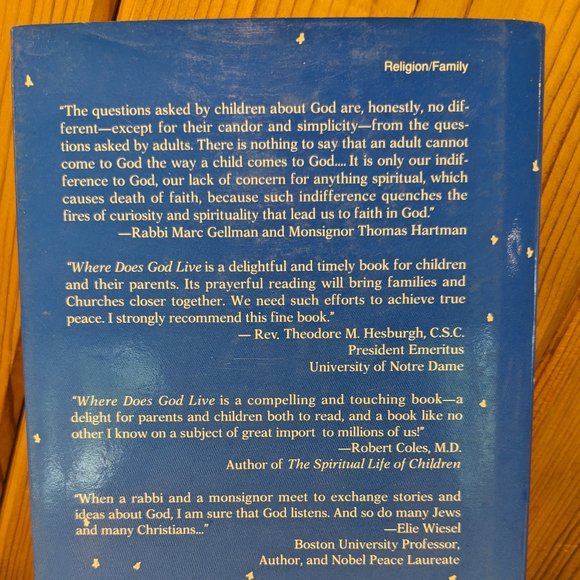 Religion/Family
“The questions asked by children about God are, honestly, no dif-
ferent—except for their candor and simplicity—from the ques-
tions asked by adults. There is nothing to say that an adult cannot
come to God the way a child comes to God.... It is only our indif-
ference to God, our lack of concern for anything spiritual, which
causes death of faith, because such indifference quenches the
fires of curiosity and spirituality that lead us to faith in God.”
—Rabbi Marc Gellman and Monsignor Thomas Hartman
“Where Does God Live is a delightful and timely book for children
and their parents. Its prayerful reading will bring families and
Churches closer together. We need such efforts to achieve true
peace. I strongly recommend this fine book.”
— Rev. Theodore M. Hesburgh, C.S.C.
President Emeritus
University of Notre Dame
“Where Does God Live is a compelling and touching book—a
delight for parents and children both to read, and a book like no
other I know on a subject of great import to millions of us!”
—Robert Coles, M.D.
Author of The Spiritual Life of Children
“When a rabbi and a monsignor meet to exchange stories and
ideas about God, I am sure that God listens. And so do many Jews
and many Christians...”
—Elie Wiesel
Boston University Professor,
Author, and Nobel Peace Laureate